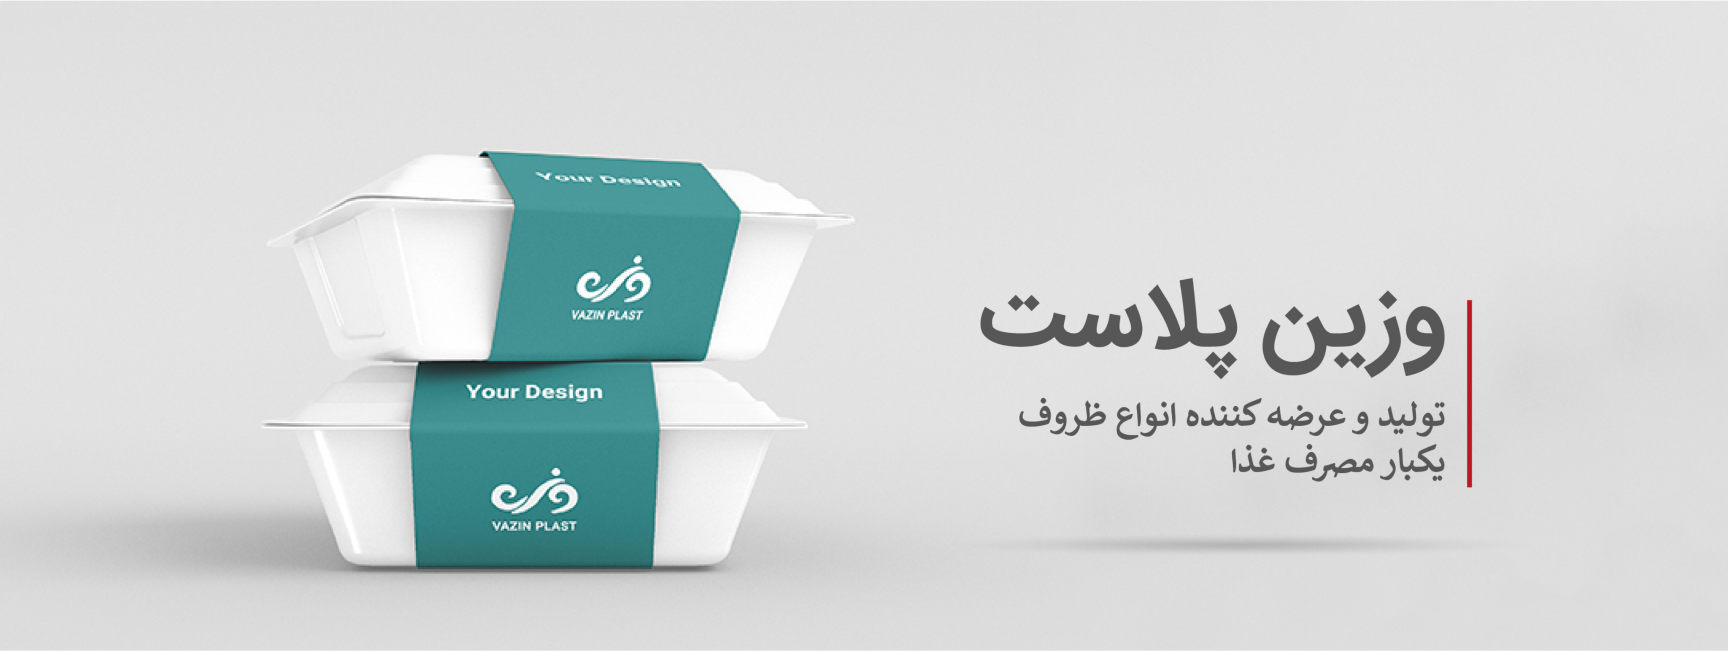 Your Design
VAZIN PLAST
Your Design
VAZIN PLAST
وزین پلاست
تولید و عرضه کننده انواع ظروف
یکبار مصرف غذا